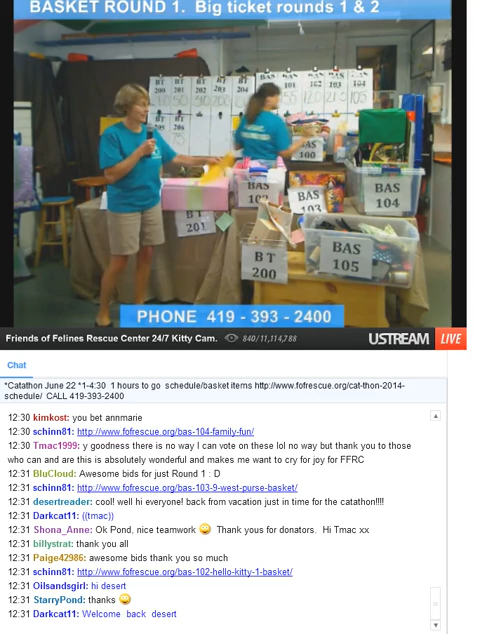 BASKET ROUND 1. Big ticket rounds 1 & 2
BAS
100
BAS
104
BAS
BT
201
BAS
105
BT
200
PHONE 419 - 393 - 2400
Friends of Felines Rescue Center 24/7 Kitty Cam. 840/11,114,788
USTREAM LIVE
Chat
*Catathon June 22 *1-4:30 1 hours to go schedule/basket items http://www.fofrescue.org/cat-thon-2014-
schedule/ CALL 419-393-2400
12:30 kimkost: you bet annmarie
12:30 schinn81: http://www.fofrescue.org/bas-104-family-fun/
12:30 Tmac1999: y goodness there is no way I can vote on these lol no way but thank you to those
who can and are this is absolutely wonderful and makes me want to cry for joy for FFRC
12:31 BluCloud: Awesome bids for just Round 1 : D
12:31 schinn81: http://www.fofrescue.org/bas-103-9-west-purse-basket/
12:31 desertreader: cool! well hi everyone! back from vacation just in time for the catathon!!!!
12:31 Darkcat11: ((tmac))
12:31 Shona_Anne: Ok Pond, nice teamwork Thank yous for donators. Hi Tmac xx
12:31 billystrat: thank you all
12:31 Paige42986: awesome bids thank you so much
12:31 schinn81: http://www.fofrescue.org/bas-102-hello-kitty-1-basket/
12:31 Oilsandsgirl: hi desert
12:31 StarryPond: thanks
12:31 Darkcat11: Welcome back desert